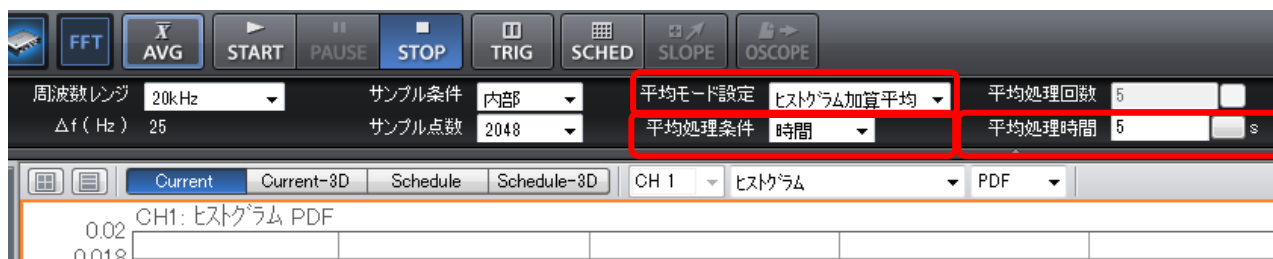 FFT X AVG START PAUSE STOP TRIG SCHED SLOPE OSCOPE
周波数レンジ 20kHz サンプル条件 内部 平均モード設定 ヒストグラム加算平均 平均処理回数 5
Δf ( Hz ) 25 サンプル点数 2048 平均処理条件 時間 平均処理時間 5 s
Current Current-3D Schedule Schedule-3D CH 1 ヒストグラム PDF
CH1: ヒストグラム PDF
0.02
0.018